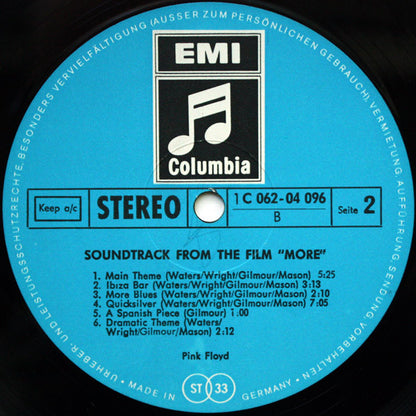 EMI
Columbia
Keep a/c
STEREO
1 C 062-04 096
B
Seite 2
SOUNDTRACK FROM THE FILM "MORE"
1. Main Theme (Waters/Wright/Gilmour/Mason) 5:25
2. Ibiza Bar (Waters/Wright/Gilmour/Mason) 3:13
3. More Blues (Waters/Wright/Gilmour/Mason) 2:10
4. Quicksilver (Waters/Wright/Gilmour/Mason) 7:05
5. A Spanish Piece (Gilmour) 1:00
6. Dramatic Theme (Waters/
Wright/Gilmour/Mason) 2:12
Pink Floyd
ST 33
URHEBER- UND LEISTUNGSSCHUTZRECHTE, BESONDERS VERVIELFÄLTIGUNG (AUSSER ZUM PERSÖNLICHEN GEBRAUCH), VERMIETUNG, AUFFÜHRUNG, SENDUNG VORBEHALTEN
MADE IN GERMANY